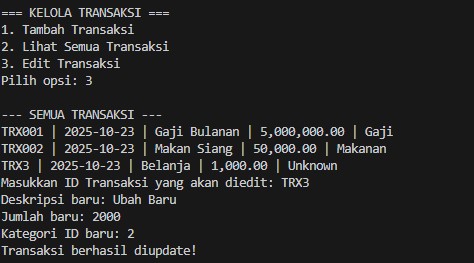 === KELOLA TRANSAKSI ===
1. Tambah Transaksi
2. Lihat Semua Transaksi
3. Edit Transaksi
Pilih opsi: 3
--- SEMUA TRANSAKSI ---
TRX001 | 2025-10-23 | Gaji Bulanan | 5,000,000.00 | Gaji
TRX002 | 2025-10-23 | Makan Siang | 50,000.00 | Makanan
TRX3 | 2025-10-23 | Belanja | 1,000.00 | Unknown
Masukkan ID Transaksi yang akan diedit: TRX3
Deskripsi baru: Ubah Baru
Jumlah baru: 2000
Kategori ID baru: 2
Transaksi berhasil diupdate!